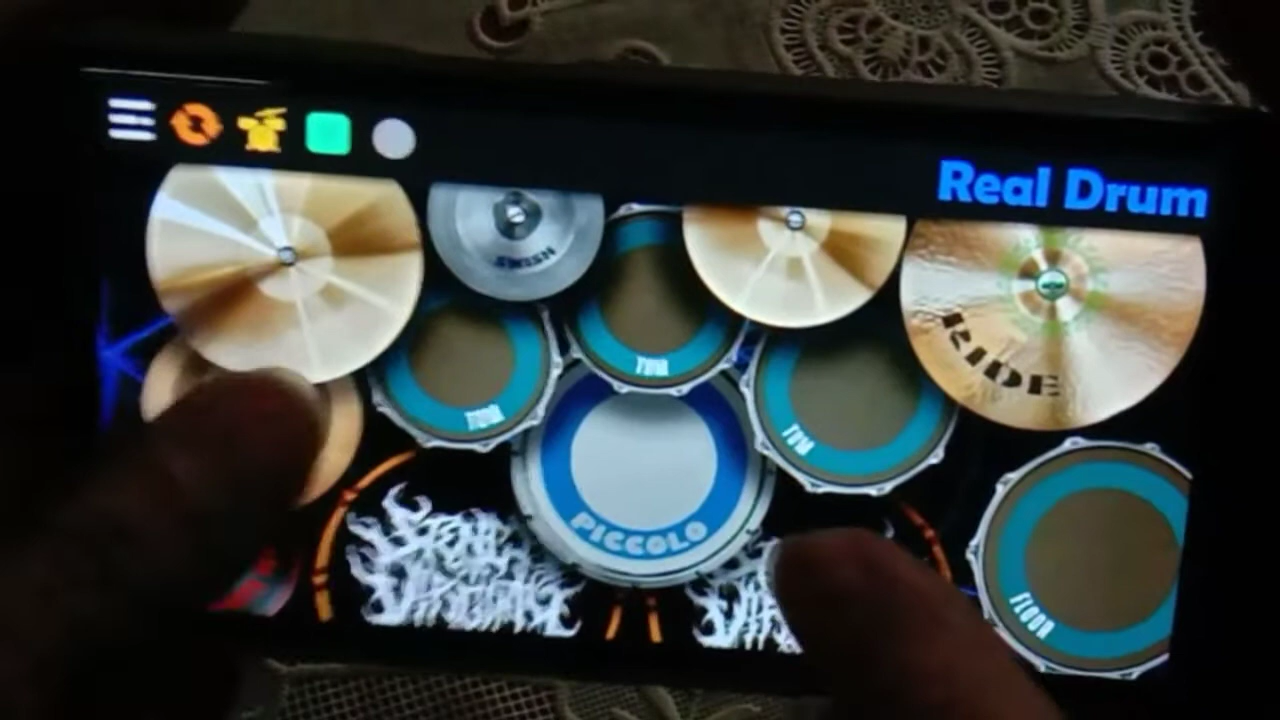 Real Drum
SWISH
RIDE
TOM
TOM
TOM
PICCOLO
FLOOR